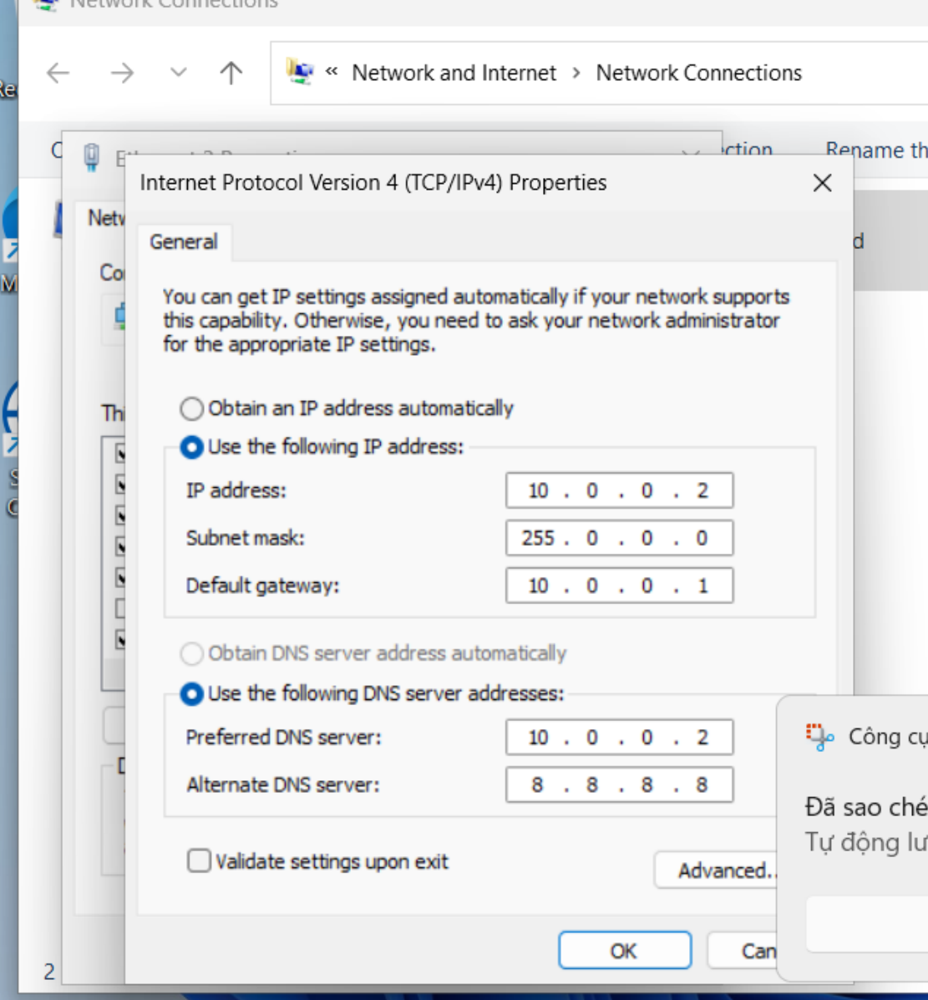 Network Connections
« Network and Internet > Network Connections
Rename th
Internet Protocol Version 4 (TCP/IPv4) Properties
General
You can get IP settings assigned automatically if your network supports
this capability. Otherwise, you need to ask your network administrator
for the appropriate IP settings.
Obtain an IP address automatically
Use the following IP address:
IP address: 10 . 0 . 0 . 2
Subnet mask: 255 . 0 . 0 . 0
Default gateway: 10 . 0 . 0 . 1
Obtain DNS server address automatically
Use the following DNS server addresses:
Preferred DNS server: 10 . 0 . 0 . 2
Alternate DNS server: 8 . 8 . 8 . 8
Validate settings upon exit
Advanced..
OK
Can
Công cụ
Đã sao ché
Tự động lư
2